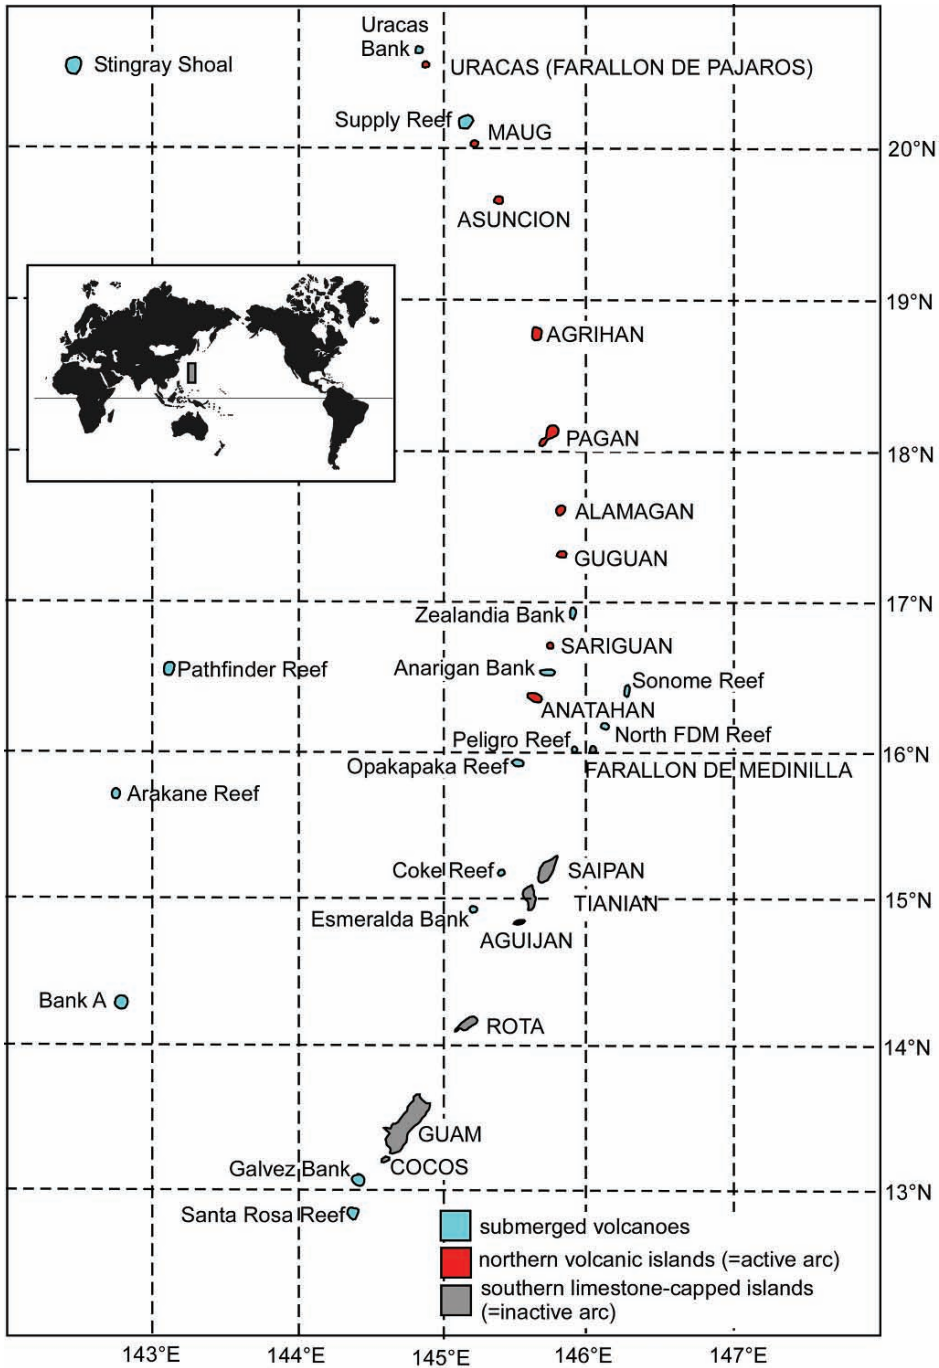 Uracas
Bank
Stingray Shoal
URACAS (FARALLON DE PAJAROS)
Supply Reef
MAUG
20°N
ASUNCION
19°N
AGRIHAN
PAGAN
18°N
ALAMAGAN
GUGUAN
17°N
Zealandia Bank
SARIGUAN
Pathfinder Reef
Anarigan Bank
Sonome Reef
ANATAHAN
North FDM Reef
Peligro Reef
16°N
Opakapaka Reef
FARALLON DE MEDINILLA
Arakane Reef
Coke Reef
SAIPAN
TIANIAN
15°N
Esmeralda Bank
AGUIJAN
Bank A
ROTA
14°N
GUAM
COCOS
Galvez Bank
13°N
Santa Rosa Reef
submerged volcanoes
northern volcanic islands (=active arc)
southern limestone-capped islands
(=inactive arc)
143°E
144°E
145°E
146°E
147°E